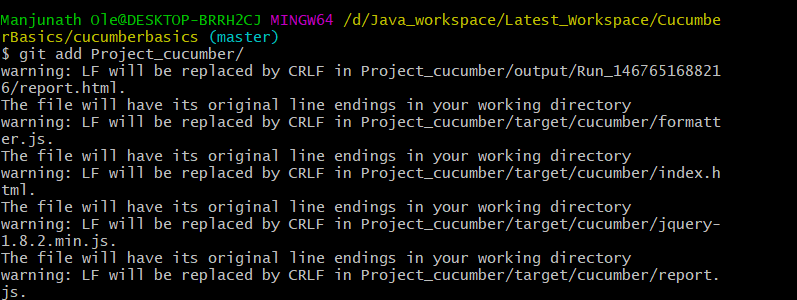 Manjunath Ole@DESKTOP-BRRH2CJ MINGW64 /d/Java_workspace/Latest_Workspace/Cucumbe
rBasics/cucumberbasics (master)
$ git add Project_cucumber/
warning: LF will be replaced by CRLF in Project_cucumber/output/Run_146765168821
6/report.html.
The file will have its original line endings in your working directory
warning: LF will be replaced by CRLF in Project_cucumber/target/cucumber/formatt
er.js.
The file will have its original line endings in your working directory
warning: LF will be replaced by CRLF in Project_cucumber/target/cucumber/index.h
tml.
The file will have its original line endings in your working directory
warning: LF will be replaced by CRLF in Project_cucumber/target/cucumber/jquery-
1.8.2.min.js.
The file will have its original line endings in your working directory
warning: LF will be replaced by CRLF in Project_cucumber/target/cucumber/report.
js.